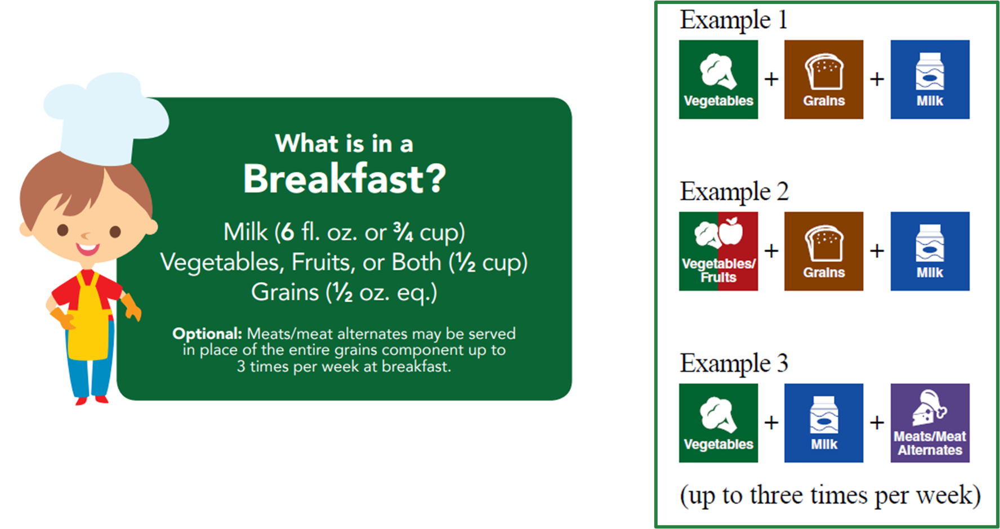 What is in a
Breakfast?
Milk (6 fl. oz. or ¾ cup)
Vegetables, Fruits, or Both (½ cup)
Grains (½ oz. eq.)
Optional: Meats/meat alternates may be served
in place of the entire grains component up to
3 times per week at breakfast.
Example 1
Vegetables + Grains + Milk
Example 2
Vegetables/
Fruits + Grains + Milk
Example 3
Vegetables + Milk + Meats/Meat
Alternates
(up to three times per week)